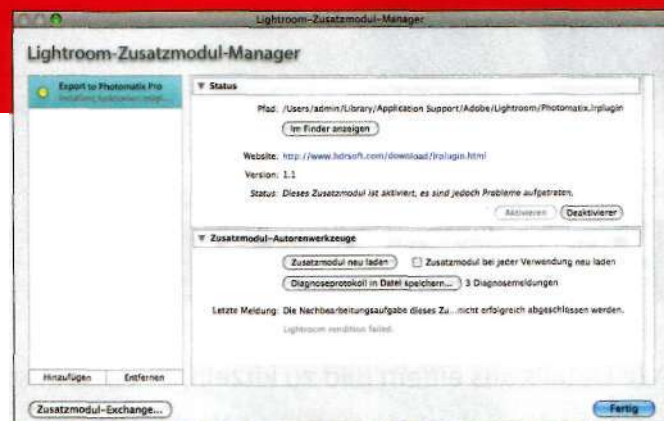 Lightroom-Zusatzmodul-Manager
Lightroom-Zusatzmodul-Manager
Export to Photomatix Pro
▼ Status
Pfad: /Users/admin/Library/Application Support/Adobe/Lightroom/Photomatix.lrplugin
Im Finder anzeigen
Website: http://www.hdrsoft.com/download/lrplugin.html
Version: 1.1
Status: Dieses Zusatzmodul ist aktiviert, es sind jedoch Probleme aufgetreten.
Aktivieren Deaktivieren
▼ Zusatzmodul-Autorenwerkzeuge
Zusatzmodul neu laden Zusatzmodul bei jeder Verwendung neu laden
Diagnoseprotokoll in Datei speichern... 3 Diagnosemeldungen
Letzte Meldung: Die Nachbearbeitungsaufgabe dieses Zu...nicht erfolgreich abgeschlossen werden.
Lightroom rendition failed.
Hinzufügen Entfernen
Zusatzmodul-Exchange... Fertig